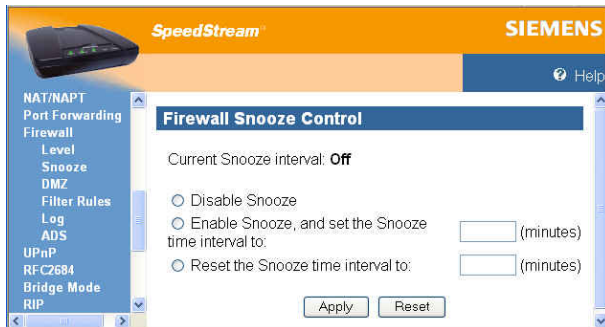 SpeedStream™
SIEMENS
Help
NAT/NAPT
Port Forwarding
Firewall
Level
Snooze
DMZ
Filter Rules
Log
ADS
UPnP
RFC2684
Bridge Mode
RIP
Firewall Snooze Control
Current Snooze interval: Off
Disable Snooze
Enable Snooze, and set the Snooze
time interval to:
(minutes)
Reset the Snooze time interval to:
(minutes)
Apply
Reset